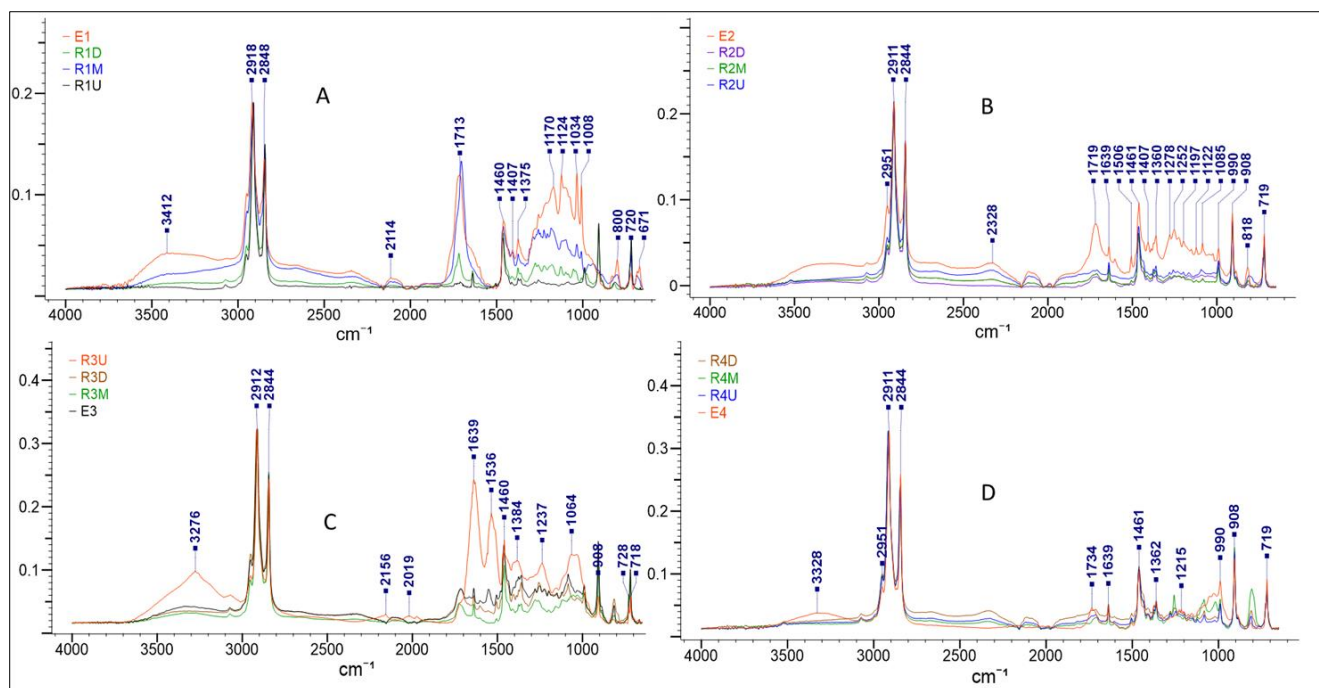 E1
R1D
R1M
R1U
A
0.2
0.1
0
2918
2848
3412
2114
1713
1460
1407
1375
1170
1124
1034
1008
800
720
671
4000 3500 3000 2500 2000 1500 1000
cm⁻¹
E2
R2D
R2M
R2U
B
0.3
0.2
0.1
0
2951
2911
2844
2328
1719
1639
1506
1461
1407
1360
1278
1252
1197
1122
1085
990
908
818
719
4000 3500 3000 2500 2000 1500 1000
cm⁻¹
R3U
R3D
R3M
E3
C
0.4
0.3
0.2
0.1
3276
2912
2844
2156
2019
1639
1536
1460
1384
1237
1064
908
728
718
4000 3500 3000 2500 2000 1500 1000
cm⁻¹
R4D
R4M
R4U
E4
D
0.4
0.3
0.2
0.1
0
3328
2951
2911
2844
1734
1639
1461
1362
1215
990
908
719
4000 3500 3000 2500 2000 1500 1000
cm⁻¹